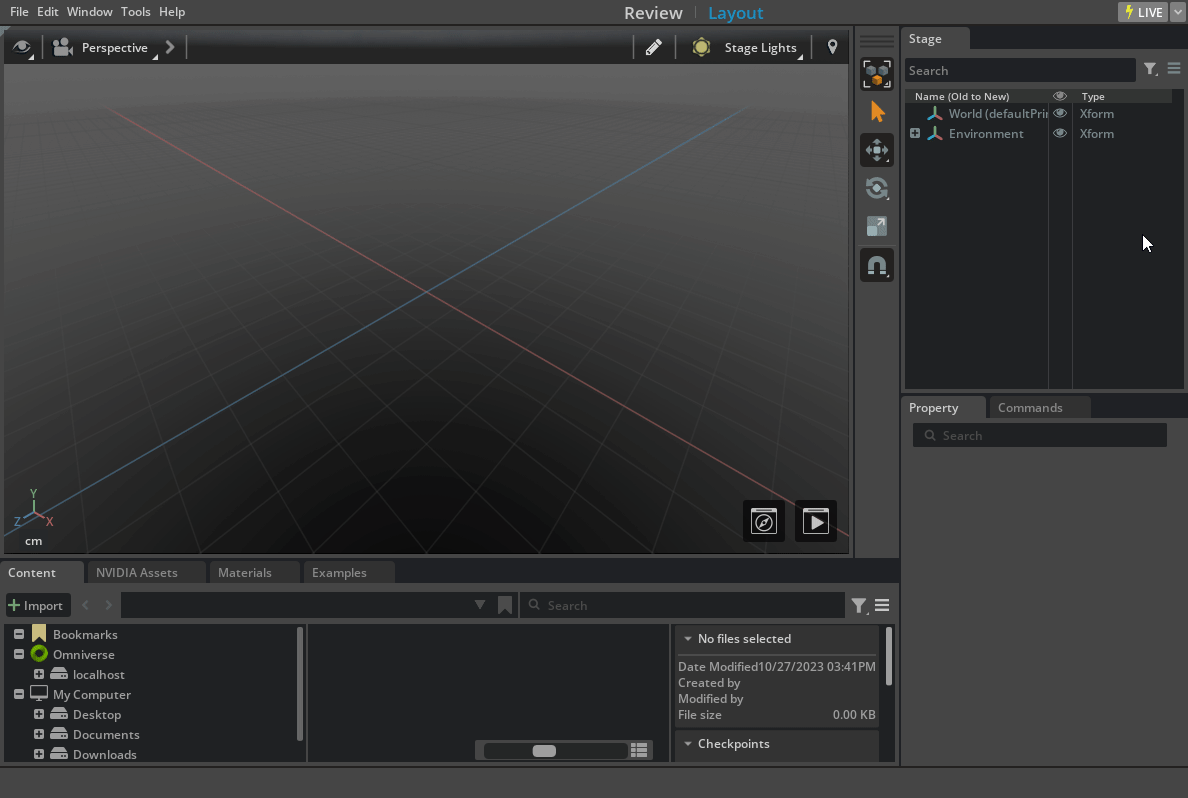 File Edit Window Tools Help
Review Layout
LIVE
Perspective
Stage Lights
Stage
Search
Name (Old to New) Type
World (defaultPri Xform
Environment Xform
Y
Z X
cm
Property Commands
Search
Content NVIDIA Assets Materials Examples
Import
Search
Bookmarks
Omniverse
localhost
My Computer
Desktop
Documents
Downloads
No files selected
Date Modified10/27/2023 03:41PM
Created by
Modified by
File size 0.00 KB
Checkpoints